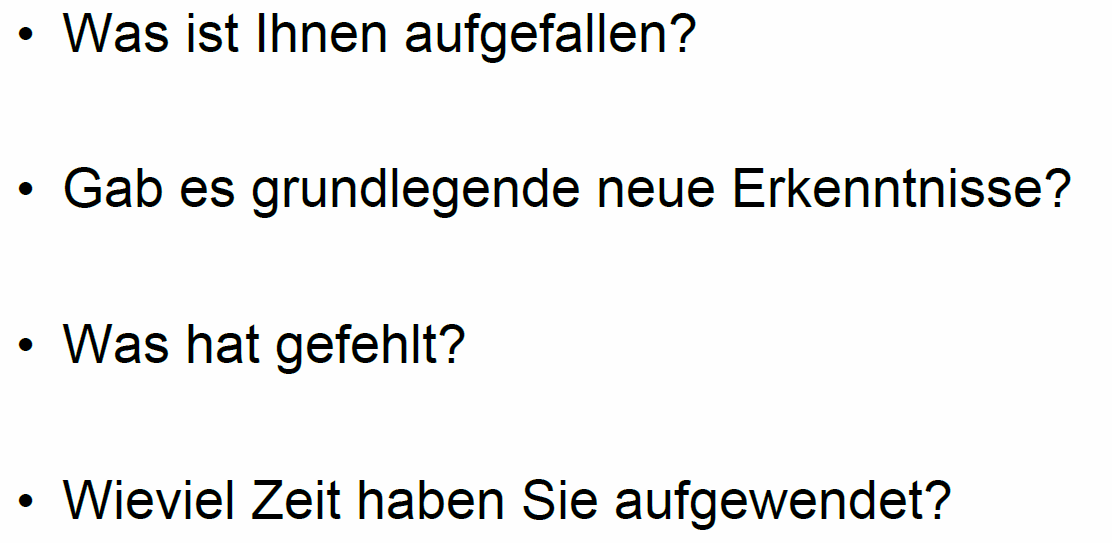 • Was ist Ihnen aufgefallen?
• Gab es grundlegende neue Erkenntnisse?
• Was hat gefehlt?
• Wieviel Zeit haben Sie aufgewendet?